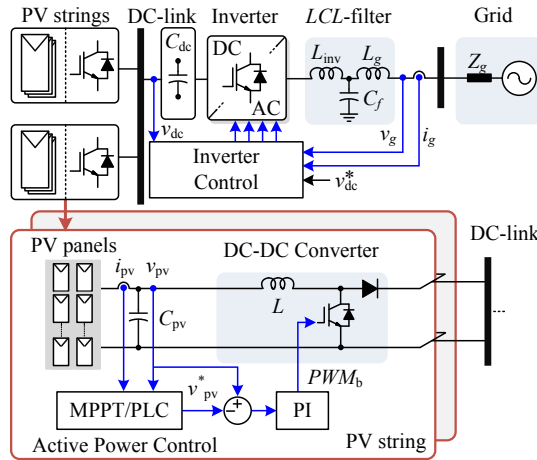 PV strings
DC-link
Inverter
LCL-filter
Grid
C_dc
DC
AC
L_inv
L_g
C_f
Z_g
v_dc
v_g
i_g
Inverter
Control
v_dc*
PV panels
i_pv
v_pv
DC-DC Converter
DC-link
C_pv
L
...
MPPT/PLC
v*_pv
PI
PWM_b
Active Power Control
PV string